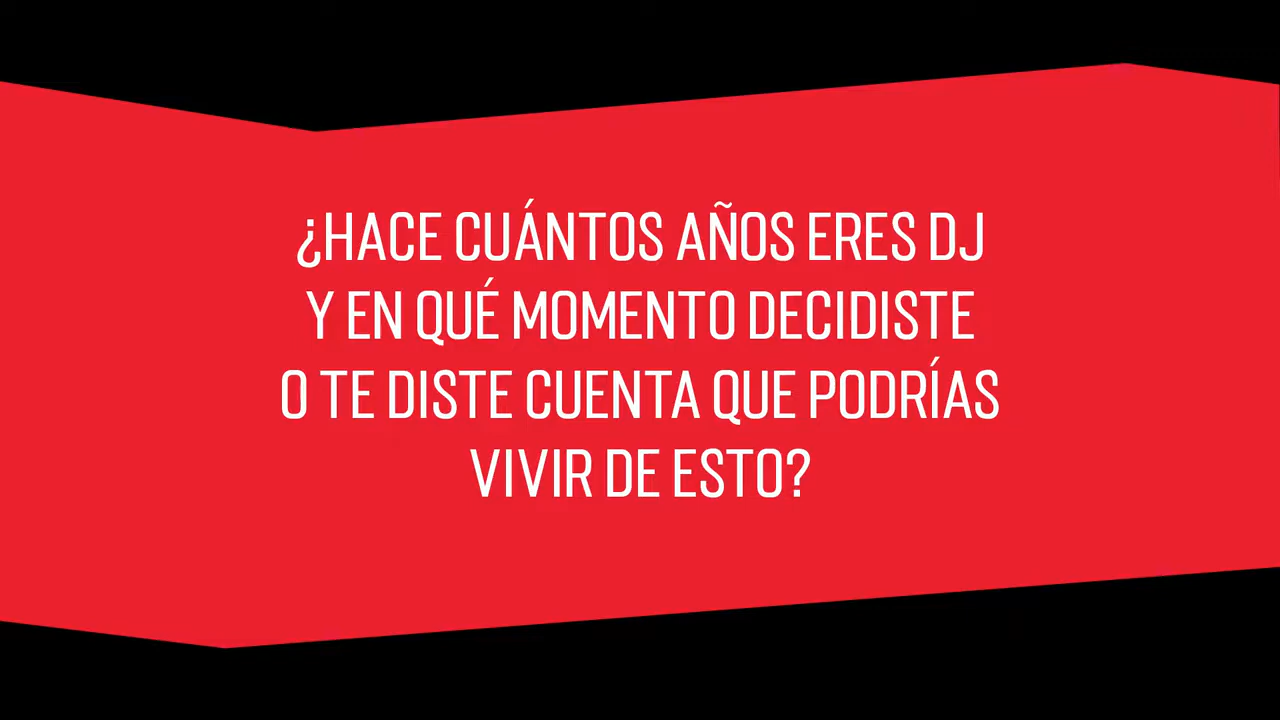 ¿HACE CUÁNTOS AÑOS ERES DJ
Y EN QUÉ MOMENTO DECIDISTE
O TE DISTE CUENTA QUE PODRÍAS
VIVIR DE ESTO?